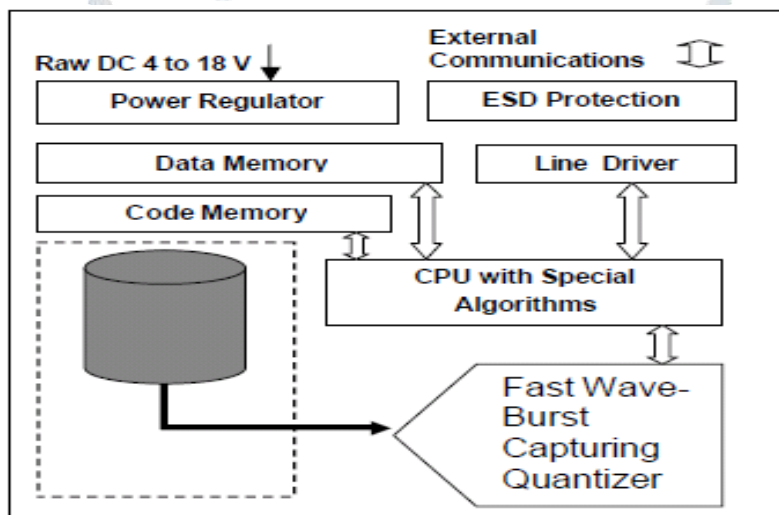 Raw DC 4 to 18 V
External
Communications
Power Regulator
ESD Protection
Data Memory
Line Driver
Code Memory
CPU with Special
Algorithms
Fast Wave-
Burst
Capturing
Quantizer